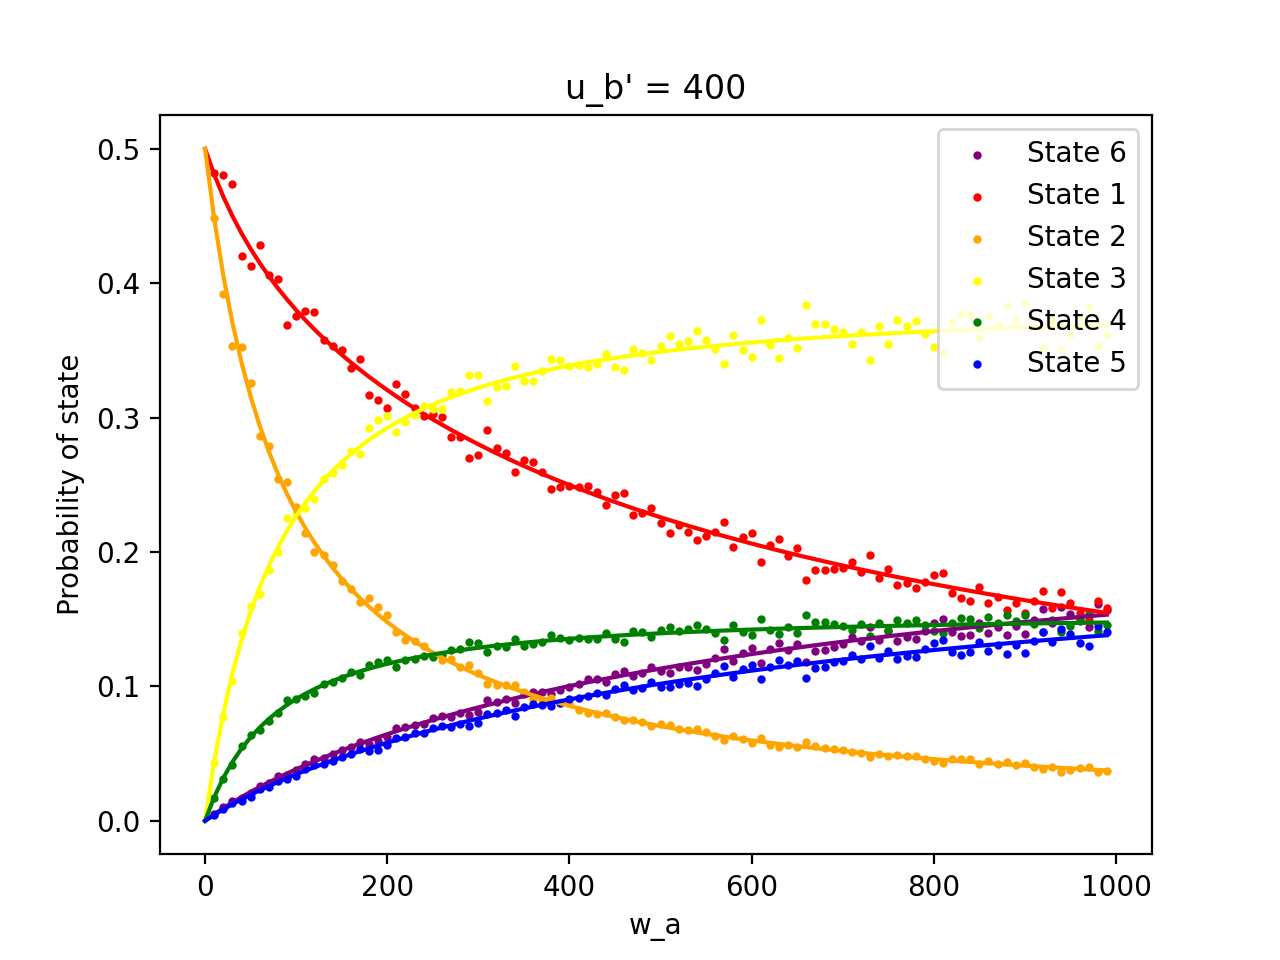 u_b' = 400
State 6
State 1
State 2
State 3
State 4
State 5
Probability of state
0.5
0.4
0.3
0.2
0.1
0.0
0
200
400
600
800
1000
w_a